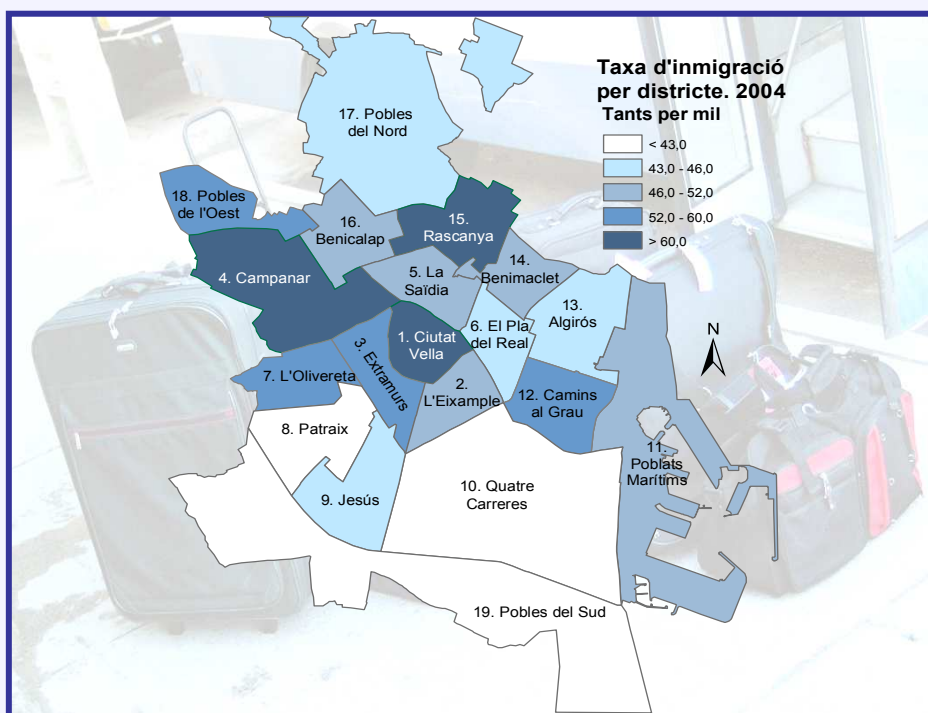 Taxa d'inmigració
per districte. 2004
Tants per mil
< 43,0
43,0 - 46,0
46,0 - 52,0
52,0 - 60,0
> 60,0
17. Pobles
del Nord
18. Pobles
de l'Oest
16.
Benicalap
15.
Rascanya
4. Campanar
5. La
Saïdia
14.
Benimaclet
13.
Algirós
6. El Pla
del Real
1. Ciutat
Vella
3. Extramurs
7. L'Olivereta
2.
L'Eixample
12. Camins
al Grau
8. Patraix
11.
Poblats
Marítims
9. Jesús
10. Quatre
Carreres
19. Pobles del Sud
N